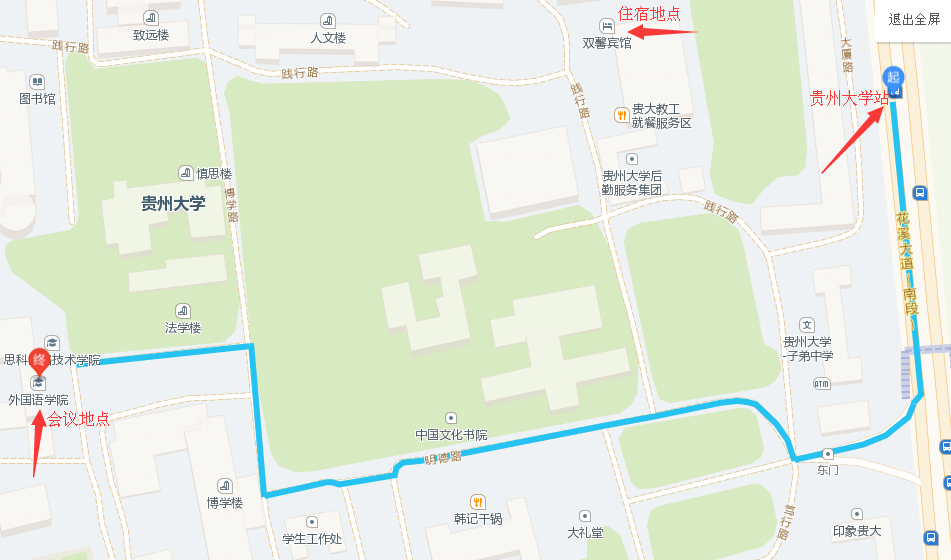 住宿地点
退出全屏
致远楼
人文楼
双馨宾馆
践行路
大厦路
践行路
起
图书馆
践行路
贵州大学站
贵大教工
就餐服务区
慎思楼
贵州大学后
勤服务集团
博学路
贵州大学
践行路
花溪大道(南段)
法学楼
贵州大学
-子弟中学
终
技术学院
ATM
外国语学院
会议地点
中国文化书院
明德路
东门
博学楼
韩记干锅
笃行路
学生工作处
大礼堂
印象贵大